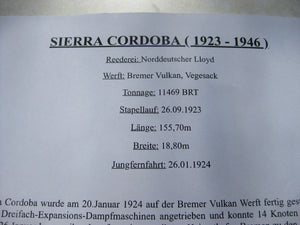 SIERRA CORDOBA ( 1923 - 1946 )
Reederei: Norddeutscher Lloyd
Werft: Bremer Vulkan, Vegesack
Tonnage: 11469 BRT
Stapellauf: 26.09.1923
Länge: 155,70m
Breite: 18,80m
Jungfernfahrt: 26.01.1924
Cordoba wurde am 20.Januar 1924 auf der Bremer Vulkan Werft fertig
Dreifach-Expansions-Dampfmaschinen angetrieben und konnte 14 Knoten